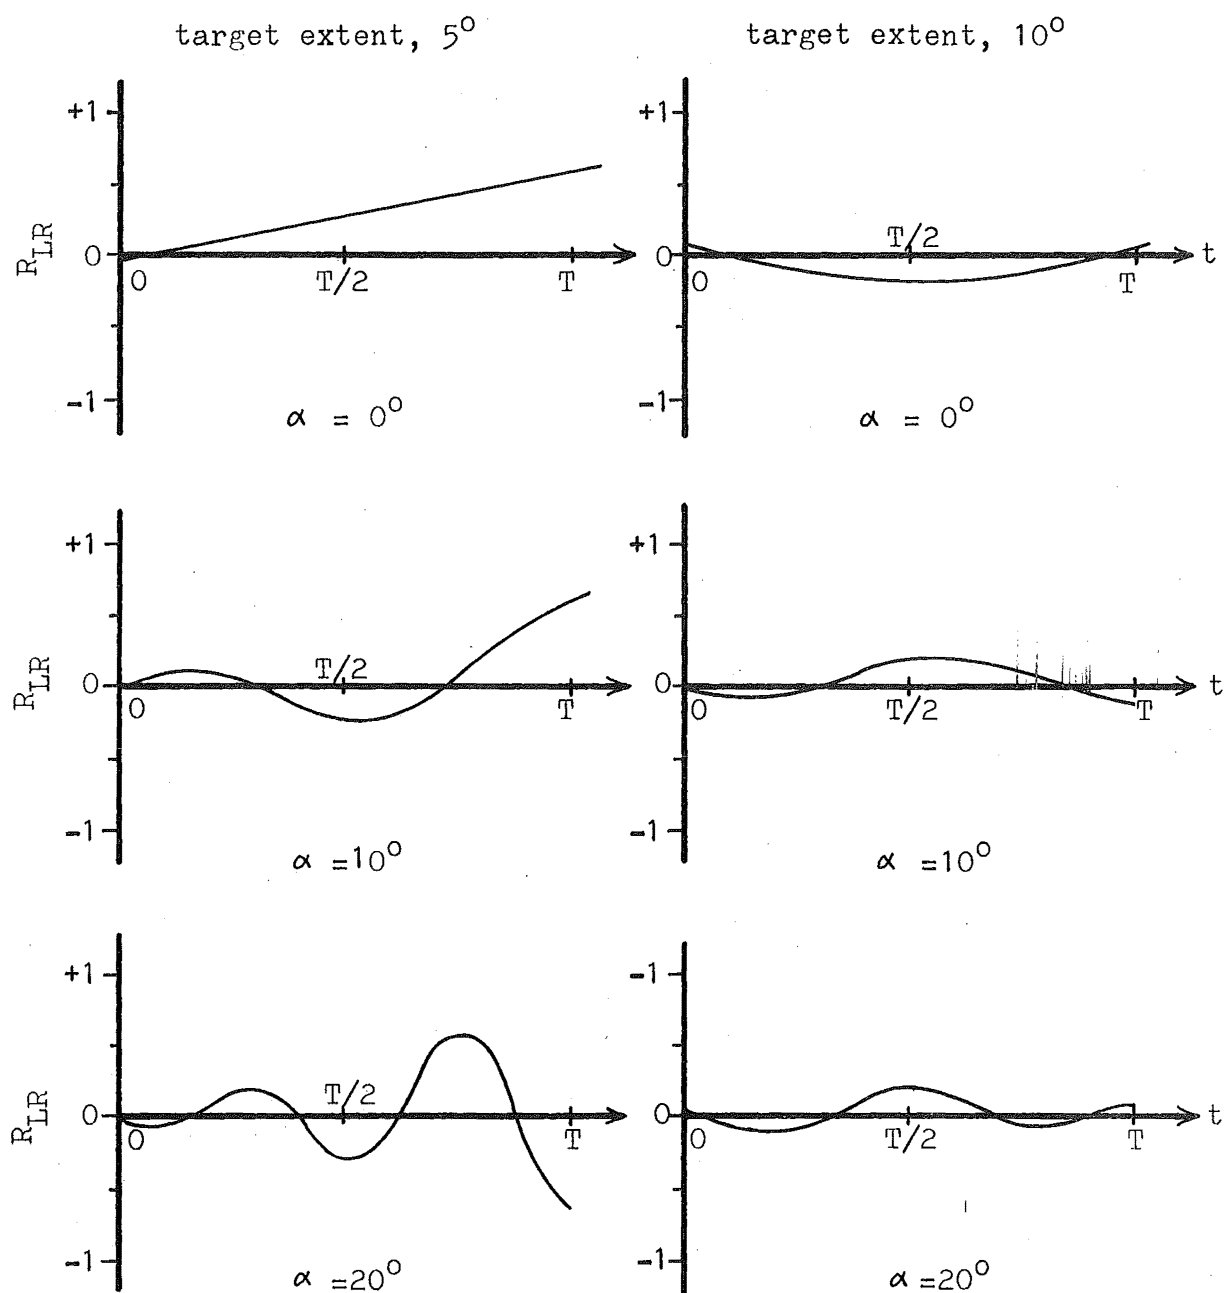 target extent, 5°
target extent, 10°
+1
R_LR
0
0
T/2
T
-1
α = 0°
+1
0
0
T/2
T
t
-1
α = 0°
+1
R_LR
0
0
T/2
T
-1
α =10°
+1
0
0
T/2
T
t
-1
α =10°
+1
R_LR
0
0
T/2
T
-1
α =20°
-1
0
0
T/2
T
t
-1
α =20°